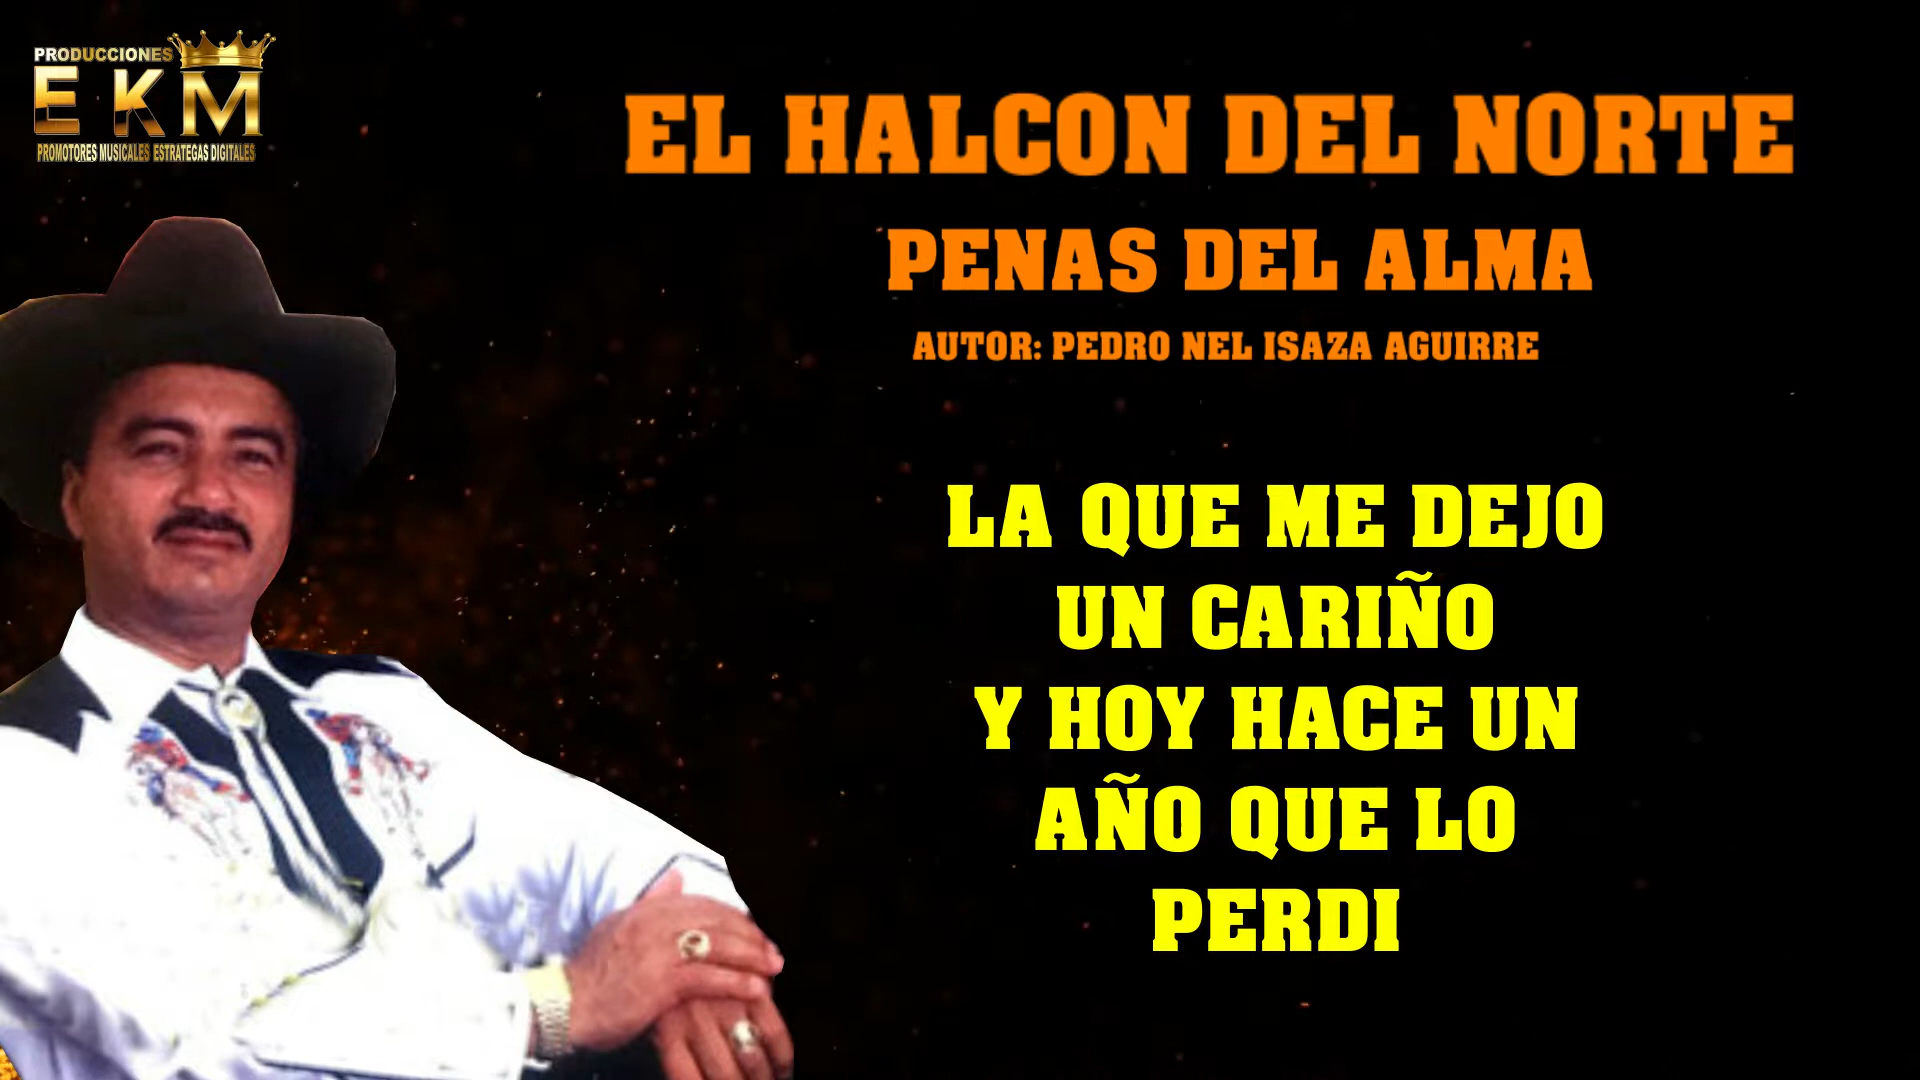 PRODUCCIONES
EKM
PROMOTORES MUSICALES ESTRATEGAS DIGITALES
EL HALCON DEL NORTE
PENAS DEL ALMA
AUTOR: PEDRO NEL ISAZA AGUIRRE
LA QUE ME DEJO
UN CARIÑO
Y HOY HACE UN
AÑO QUE LO
PERDI